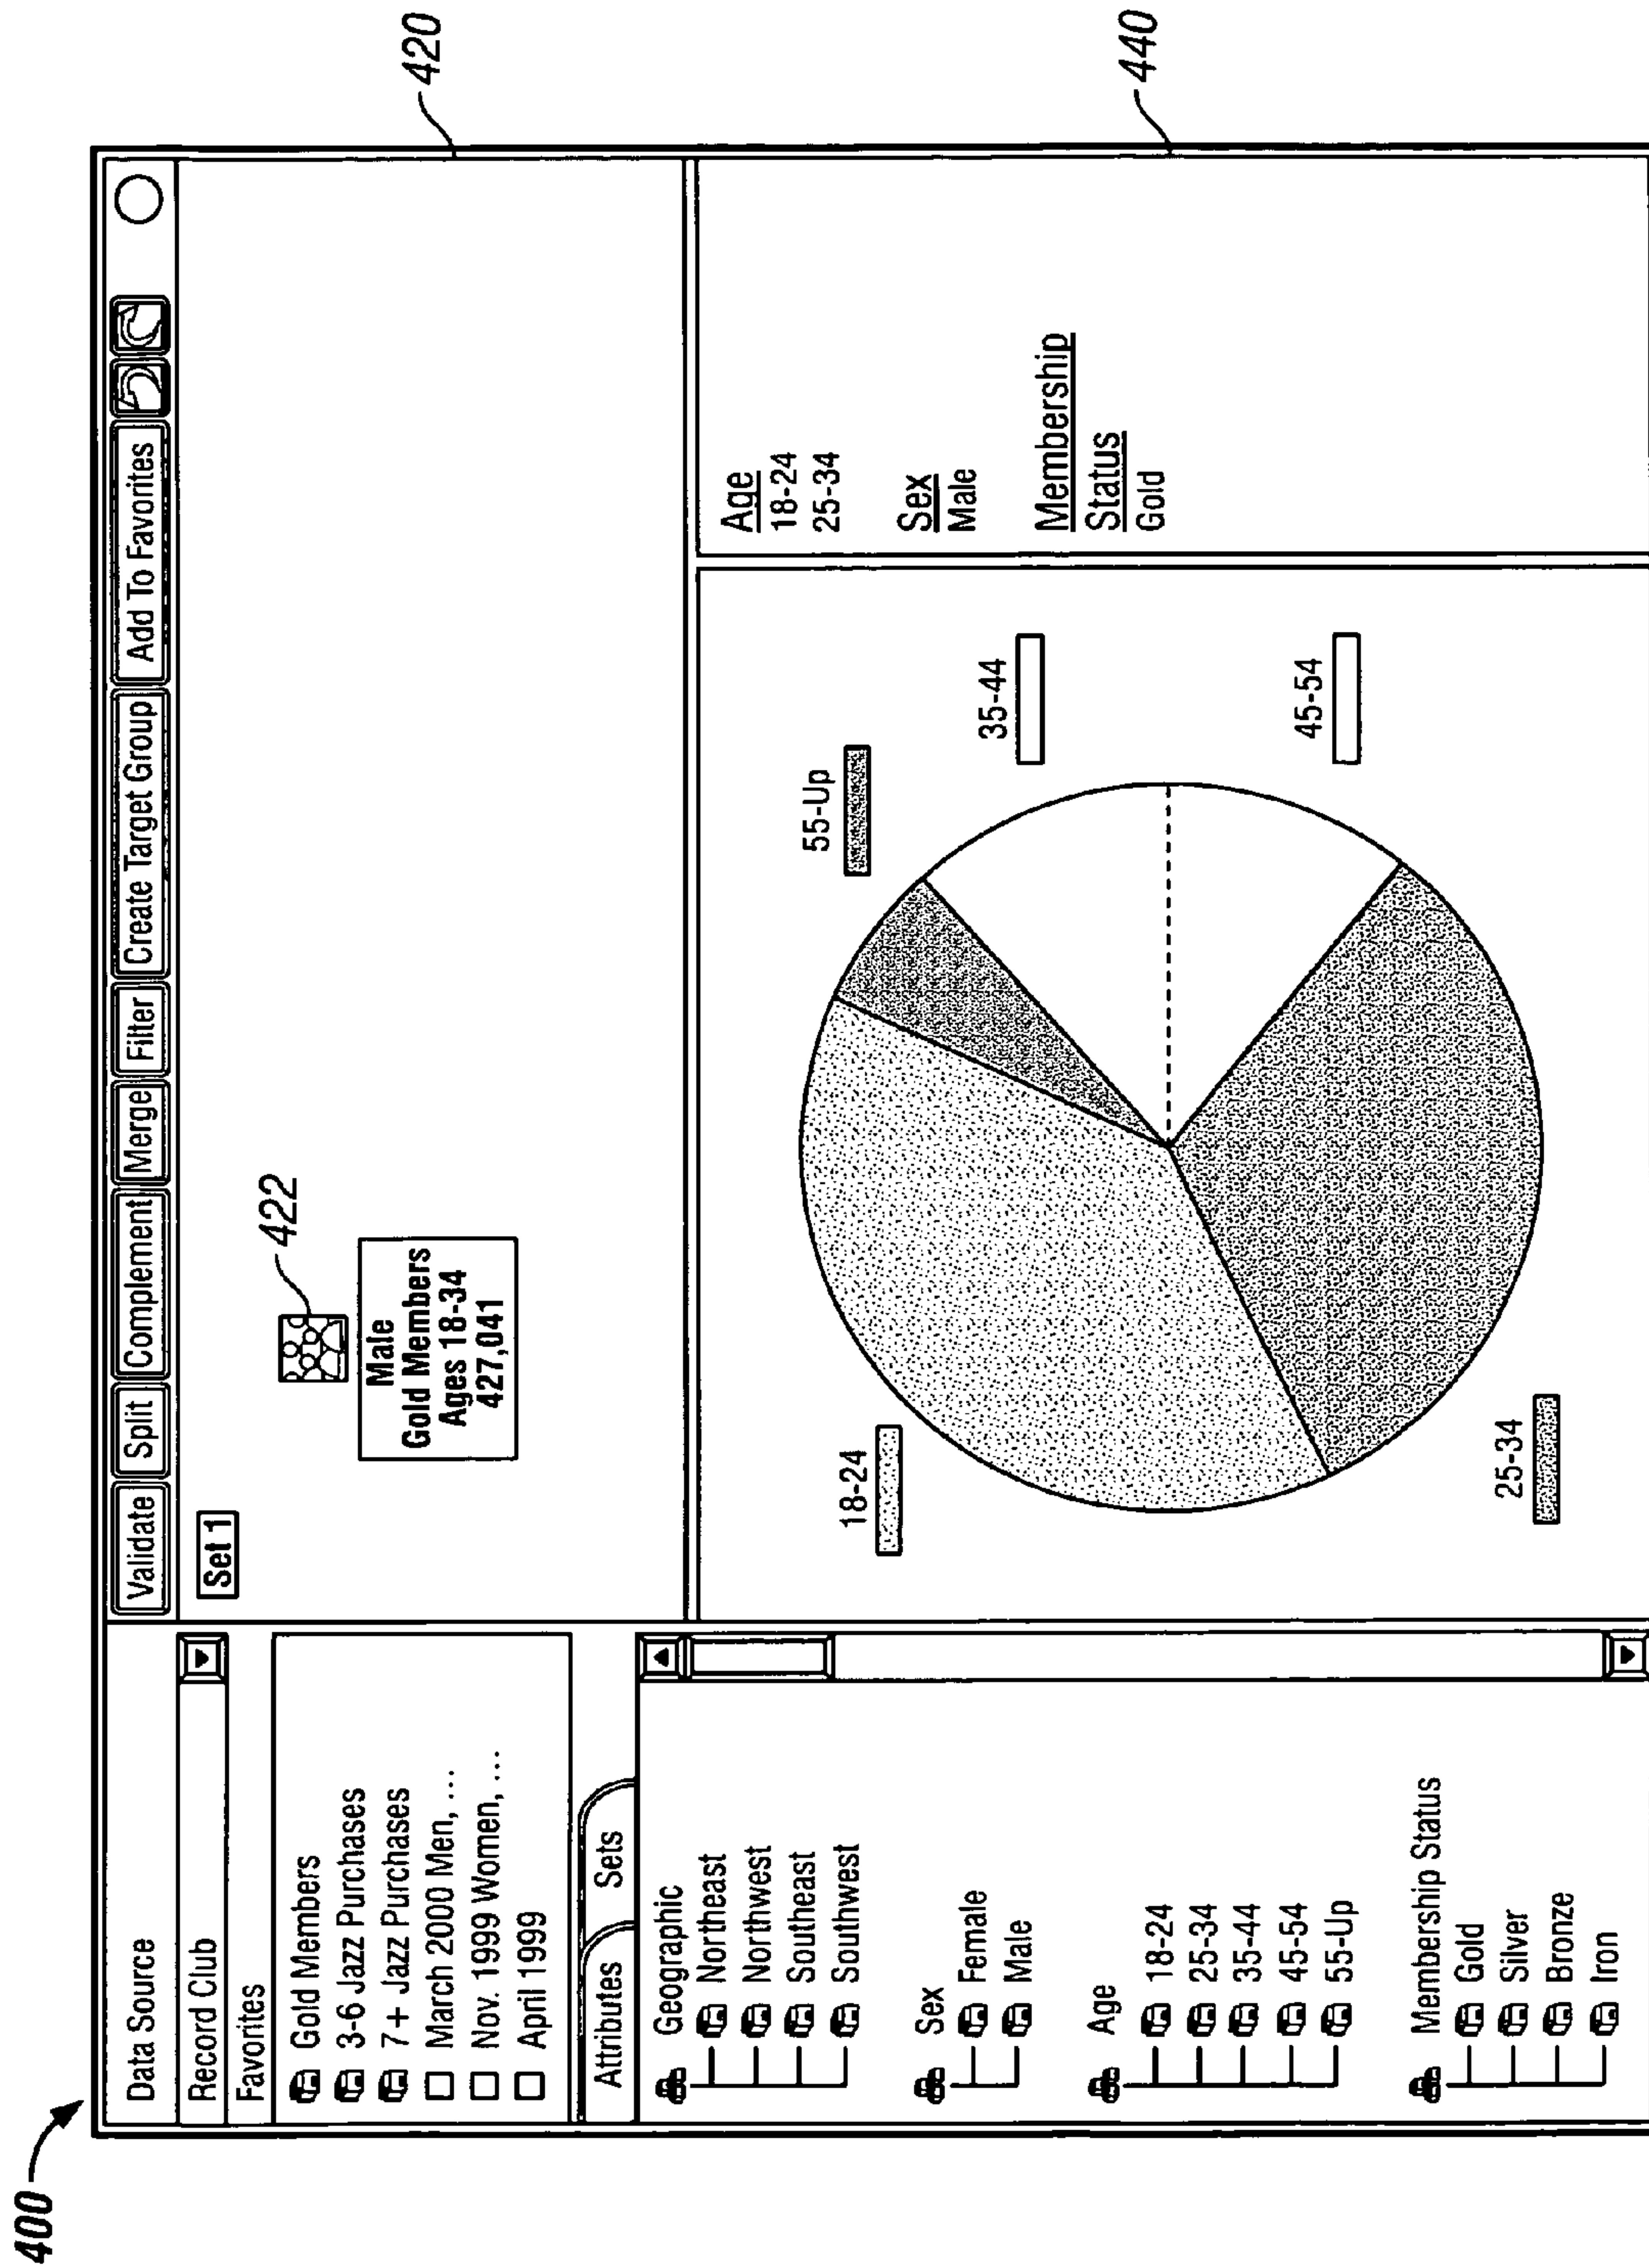 400
Data Source
Record Club
Favorites
Gold Members
3-6 Jazz Purchases
7+ Jazz Purchases
March 2000 Men, ...
Nov. 1999 Women, ...
April 1999
Attributes Sets
Geographic
Northeast
Northwest
Southeast
Southwest
Sex
Female
Male
Age
18-24
25-34
35-44
45-54
55-Up
Membership Status
Gold
Silver
Bronze
Iron
Validate Split Complement Merge Filter Create Target Group Add To Favorites
Set 1
422
Male
Gold Members
Ages 18-34
427,041
420
18-24
55-Up
35-44
45-54
25-34
Age
18-24
25-34
Sex
Male
Membership
Status
Gold
440